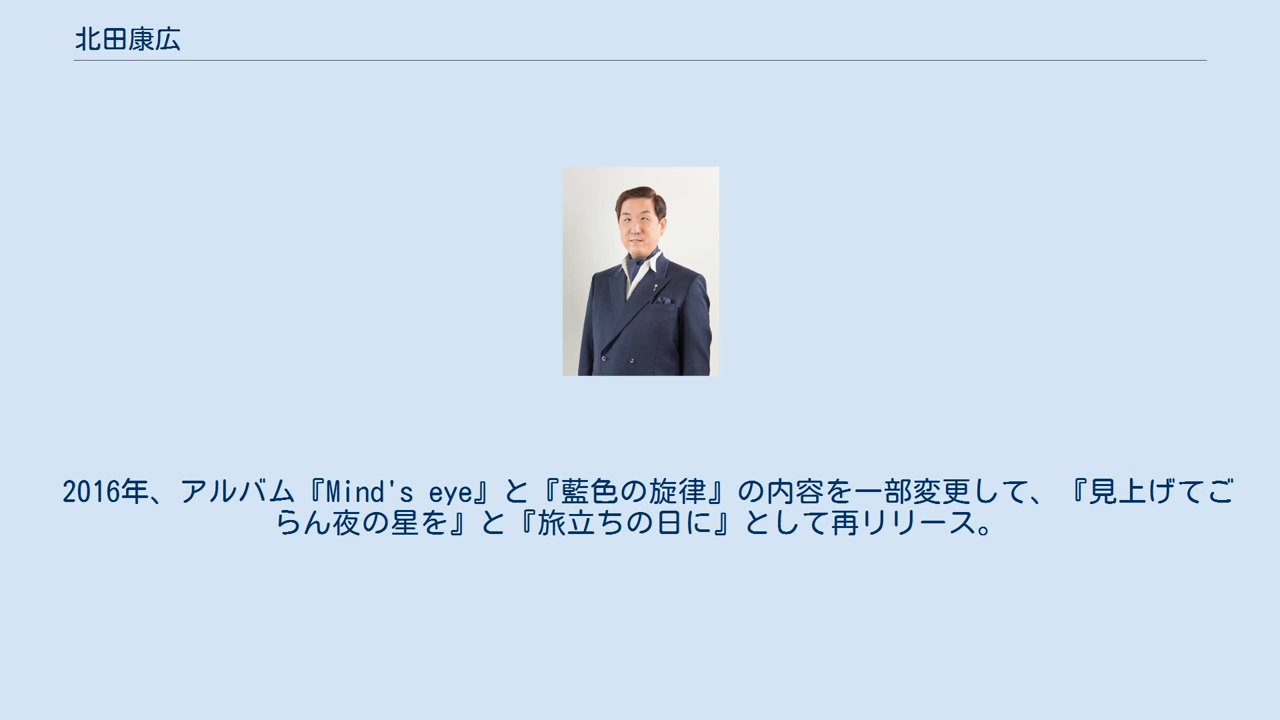 北田康広
2016年、アルバム『Mind's eye』と『藍色の旋律』の内容を一部変更して、『見上げてご
らん夜の星を』と『旅立ちの日に』として再リリース。